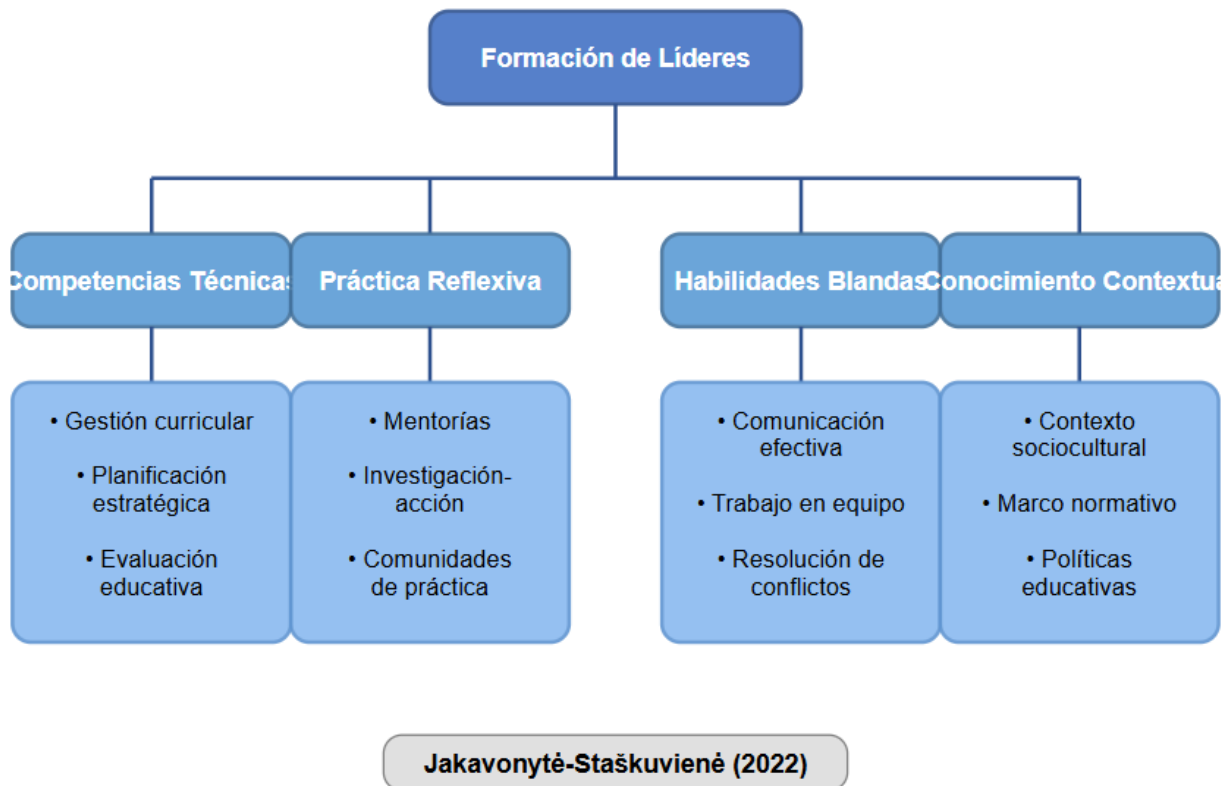 Formación de Líderes
Competencias Técnicas
Práctica Reflexiva
Habilidades Blandas
Conocimiento Contextua
• Gestión curricular
• Planificación
estratégica
• Evaluación
educativa
• Mentorías
• Investigación-
acción
• Comunidades
de práctica
• Comunicación
efectiva
• Trabajo en equipo
• Resolución de
conflictos
• Contexto
sociocultural
• Marco normativo
• Políticas
educativas
Jakavonytė-Staškuvienė (2022)